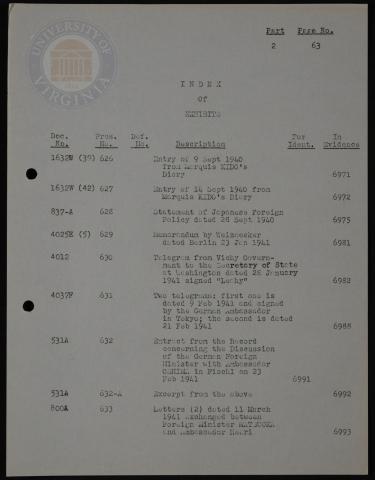 UNIVERSITY OF VIRGINIA
Part Page No.
2 63
I N D E X
Of
EXHIBITS
Doc. No. Pros. No. Def. No. Description For Ident. In Evidence
1632W (39) 626 Entry of 9 Sept 1940
from Marquis KIDO's
Diary 6971
1632W (42) 627 Entry of 14 Sept 1940 from
Marquis KIDO's Diary 6972
837-A 628 Statement of Japanese Foreign
Policy dated 28 Sept 1940 6975
4025E (5) 629 Memorandum by Weizsecker
dated Berlin 23 Jan 1941 6981
4012 630 Telegram from Vichy Govern-
ment to the Secretary of State
at Washington dated 28 January
1941 signed "Leahy" 6982
4037F 631 Two telegrams; first one is
dated 9 Feb 1941 and signed
by the German Ambassador
in Tokyo; the second is dated
21 Feb 1941 6988
531A 632 Extract from the Record
concerning the Discussion
of the German Foreign
Minister with Ambassador
OSHIMA in Fischl on 23
Feb 1941 6991
531A 632-A Excerpt from the above 6992
800A 633 Letters (2) dated 11 March
1941 exchanged between
Foreign Minister MATSUOKA
and Ambassador Henri 6993